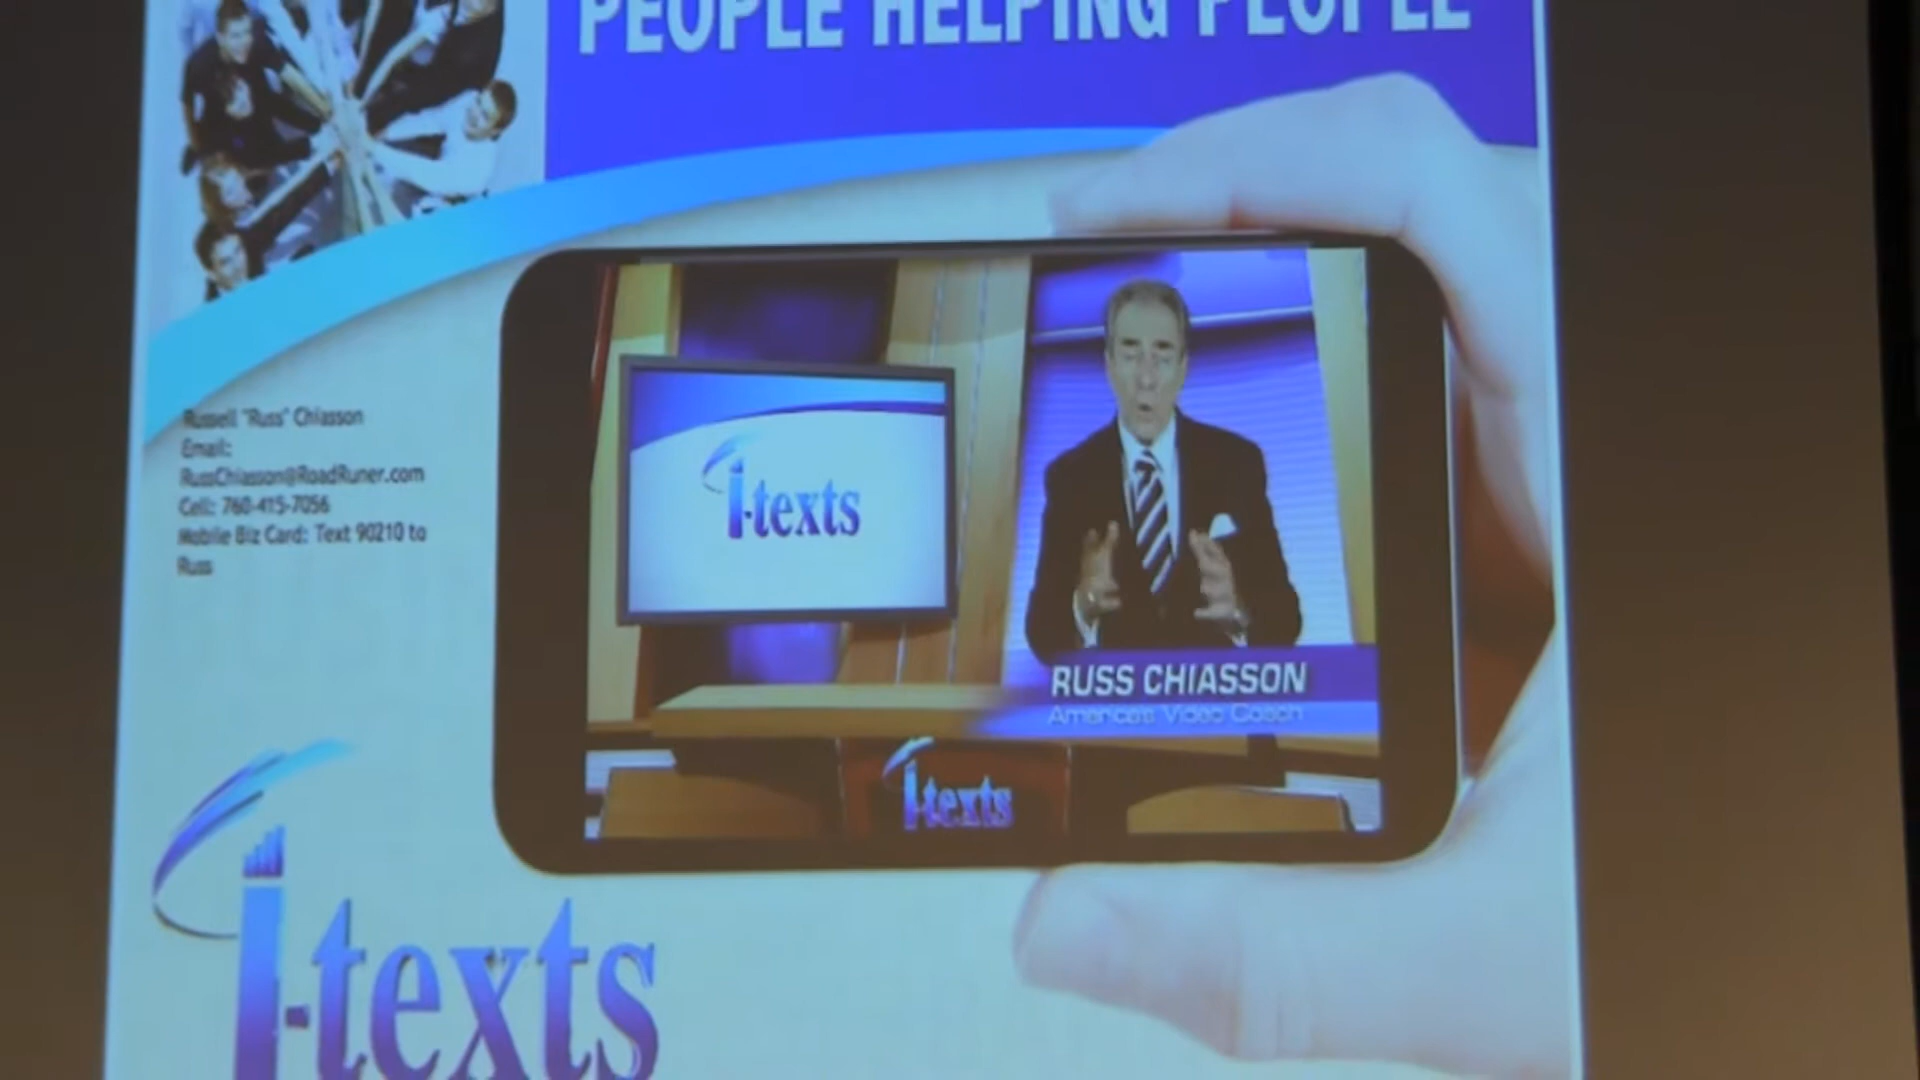 PEOPLE HELPING PEOPLE
Russell "Russ" Chiasson
Email:
RussChiasson@RoadRuner.com
Cell: 760-415-7056
Mobile Biz Card: Text 90210 to
Russ
i-texts
RUSS CHIASSON
America's Video Coach
i-texts
i-texts